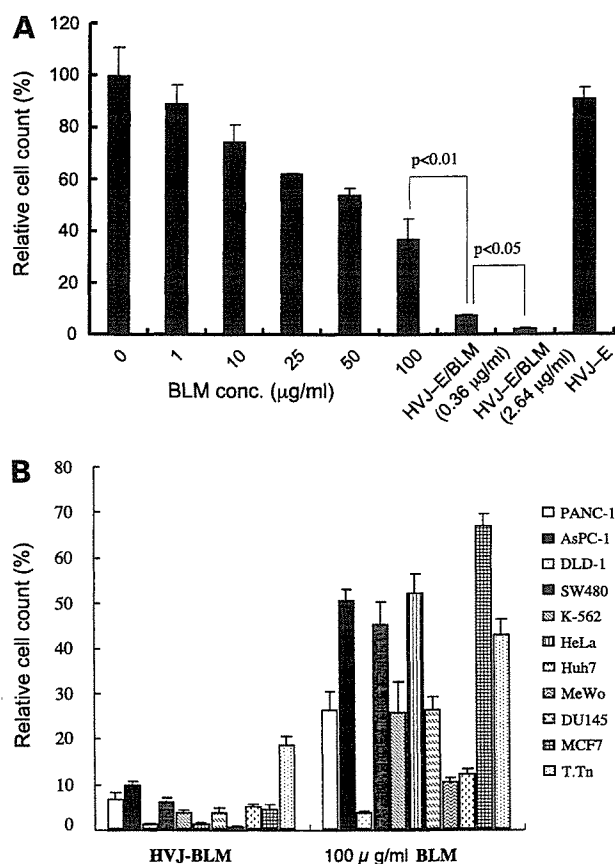 A
Relative cell count (%)
120
100
80
60
40
20
0
p<0.01
p<0.05
0
1
10
25
50
100
HVJ–E/BLM
(0.36 µg/ml)
HVJ–E/BLM
(2.64 µg/ml)
HVJ–E
BLM conc. (µg/ml)
B
Relative cell count (%)
80
70
60
50
40
30
20
10
0
HVJ-BLM
100 µ g/ml BLM
PANC-1
AsPC-1
DLD-1
SW480
K-562
HeLa
Huh7
MeWo
DU145
MCF7
T.Tn